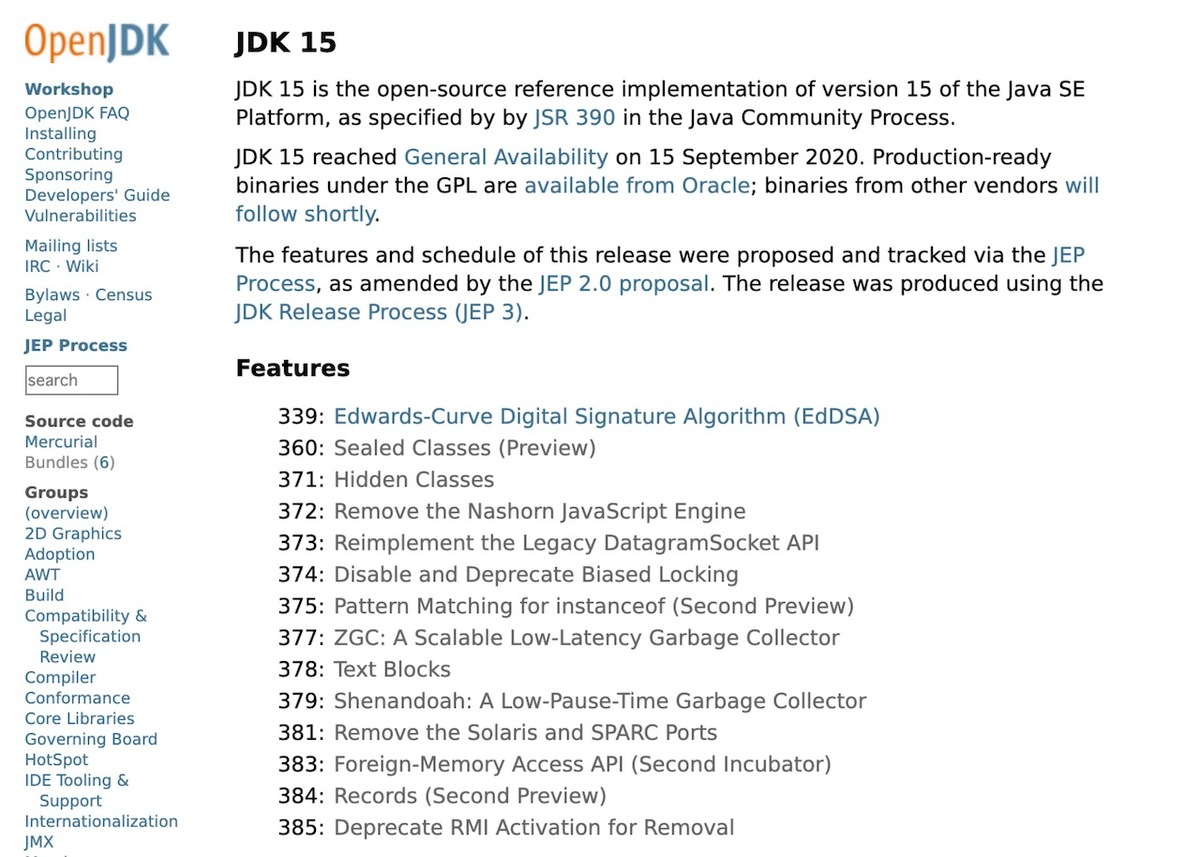 OpenJDK
Workshop
OpenJDK FAQ
Installing
Contributing
Sponsoring
Developers' Guide
Vulnerabilities
Mailing lists
IRC · Wiki
Bylaws · Census
Legal
JEP Process
search
Source code
Mercurial
Bundles (6)
Groups
(overview)
2D Graphics
Adoption
AWT
Build
Compatibility &
Specification
Review
Compiler
Conformance
Core Libraries
Governing Board
HotSpot
IDE Tooling &
Support
Internationalization
JMX
JDK 15
JDK 15 is the open-source reference implementation of version 15 of the Java SE
Platform, as specified by by JSR 390 in the Java Community Process.
JDK 15 reached General Availability on 15 September 2020. Production-ready
binaries under the GPL are available from Oracle; binaries from other vendors will
follow shortly.
The features and schedule of this release were proposed and tracked via the JEP
Process, as amended by the JEP 2.0 proposal. The release was produced using the
JDK Release Process (JEP 3).
Features
339: Edwards-Curve Digital Signature Algorithm (EdDSA)
360: Sealed Classes (Preview)
371: Hidden Classes
372: Remove the Nashorn JavaScript Engine
373: Reimplement the Legacy DatagramSocket API
374: Disable and Deprecate Biased Locking
375: Pattern Matching for instanceof (Second Preview)
377: ZGC: A Scalable Low-Latency Garbage Collector
378: Text Blocks
379: Shenandoah: A Low-Pause-Time Garbage Collector
381: Remove the Solaris and SPARC Ports
383: Foreign-Memory Access API (Second Incubator)
384: Records (Second Preview)
385: Deprecate RMI Activation for Removal